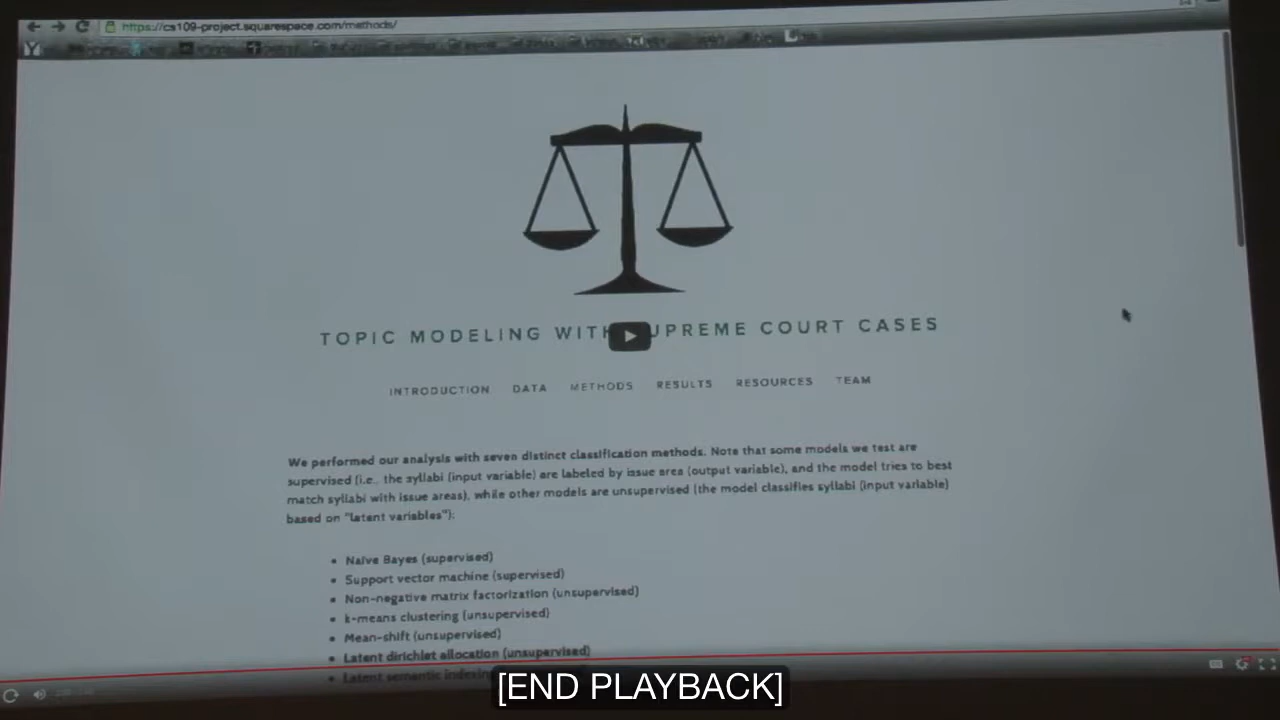 https://cs109-project.squarespace.com/methods/
TOPIC MODELING WITH SUPREME COURT CASES
INTRODUCTION DATA METHODS RESULTS RESOURCES TEAM
We performed our analysis with seven distinct classification methods. Note that some models we test are
supervised (i.e., the syllabi (input variable) are labeled by issue area (output variable), and the model tries to best
match syllabi with issue areas), while other models are unsupervised (the model classifies syllabi (input variable)
based on "latent variables"):
• Naïve Bayes (supervised)
• Support vector machine (supervised)
• Non-negative matrix factorization (unsupervised)
• k-means clustering (unsupervised)
• Mean-shift (unsupervised)
• Latent dirichlet allocation (unsupervised)
• Latent semantic indexing
[END PLAYBACK]